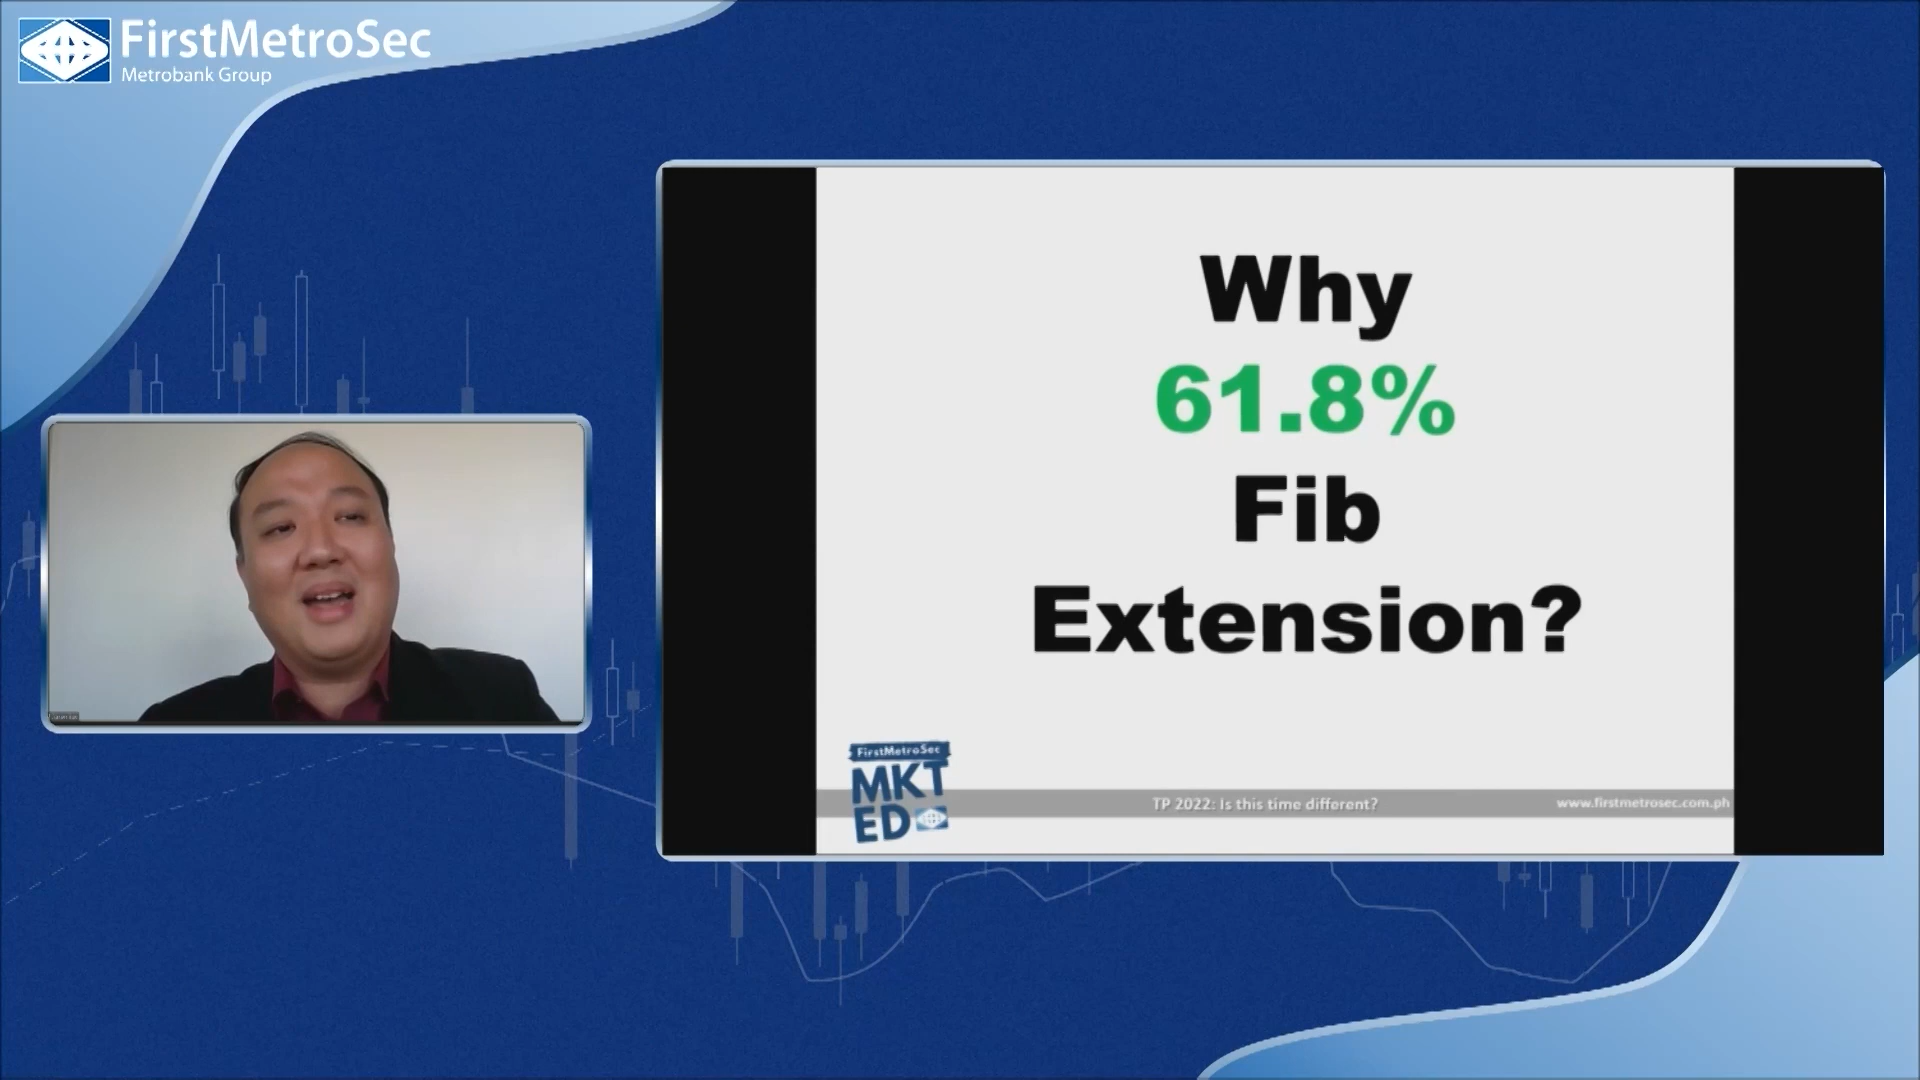 FirstMetroSec
Metrobank Group
Why
61.8%
Fib
Extension?
FirstMetroSec
MKT
ED
TP 2022: Is this time different?
www.firstmetrosec.com.ph